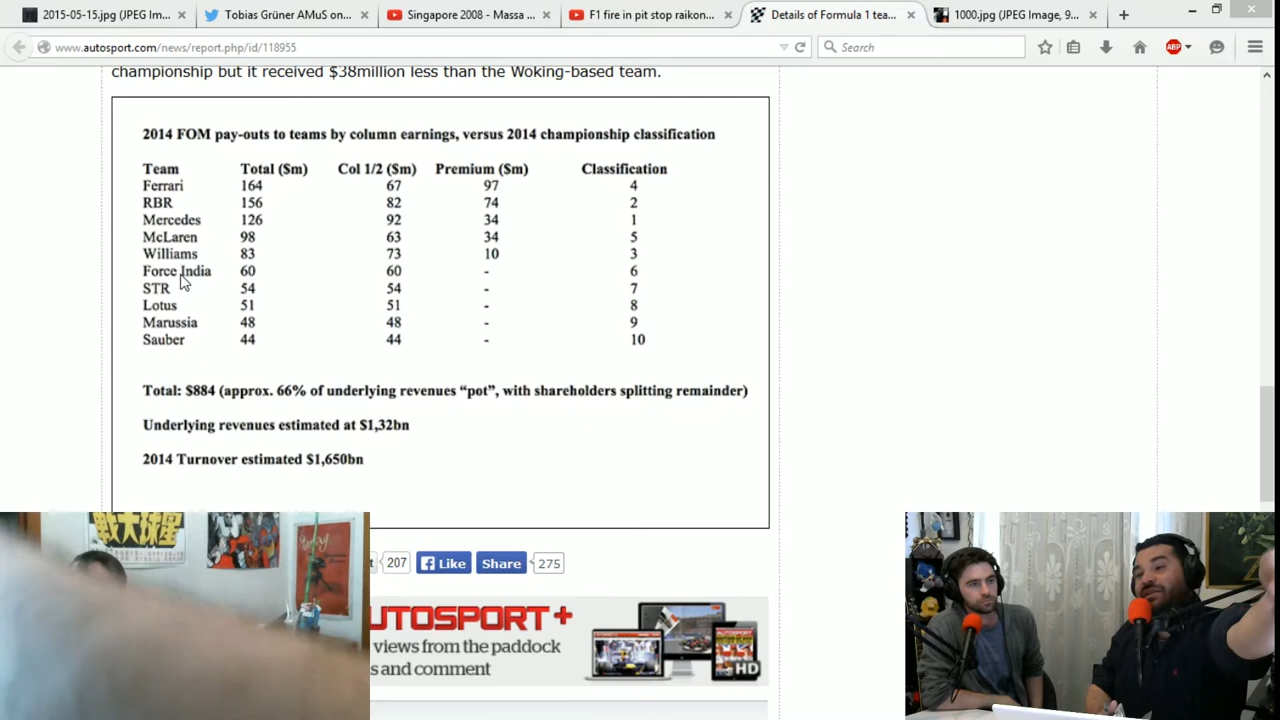 2015-05-15.jpg (JPEG Im...
Tobias Grüner AMuS on...
Singapore 2008 - Massa ...
F1 fire in pit stop raikon...
Details of Formula 1 tea...
1000.jpg (JPEG Image, 9...
www.autosport.com/news/report.php/id/118955
Search
ABP
championship but it received $38million less than the Woking-based team.
2014 FOM pay-outs to teams by column earnings, versus 2014 championship classification
Team Total ($m) Col 1/2 ($m) Premium ($m) Classification
Ferrari 164 67 97 4
RBR 156 82 74 2
Mercedes 126 92 34 1
McLaren 98 63 34 5
Williams 83 73 10 3
Force India 60 60 - 6
STR 54 54 - 7
Lotus 51 51 - 8
Marussia 48 48 - 9
Sauber 44 44 - 10
Total: $884 (approx. 66% of underlying revenues “pot”, with shareholders splitting remainder)
Underlying revenues estimated at $1,32bn
2014 Turnover estimated $1,650bn
t 207 Like Share 275
UTOSPORT+
views from the paddock
s and comment
HD